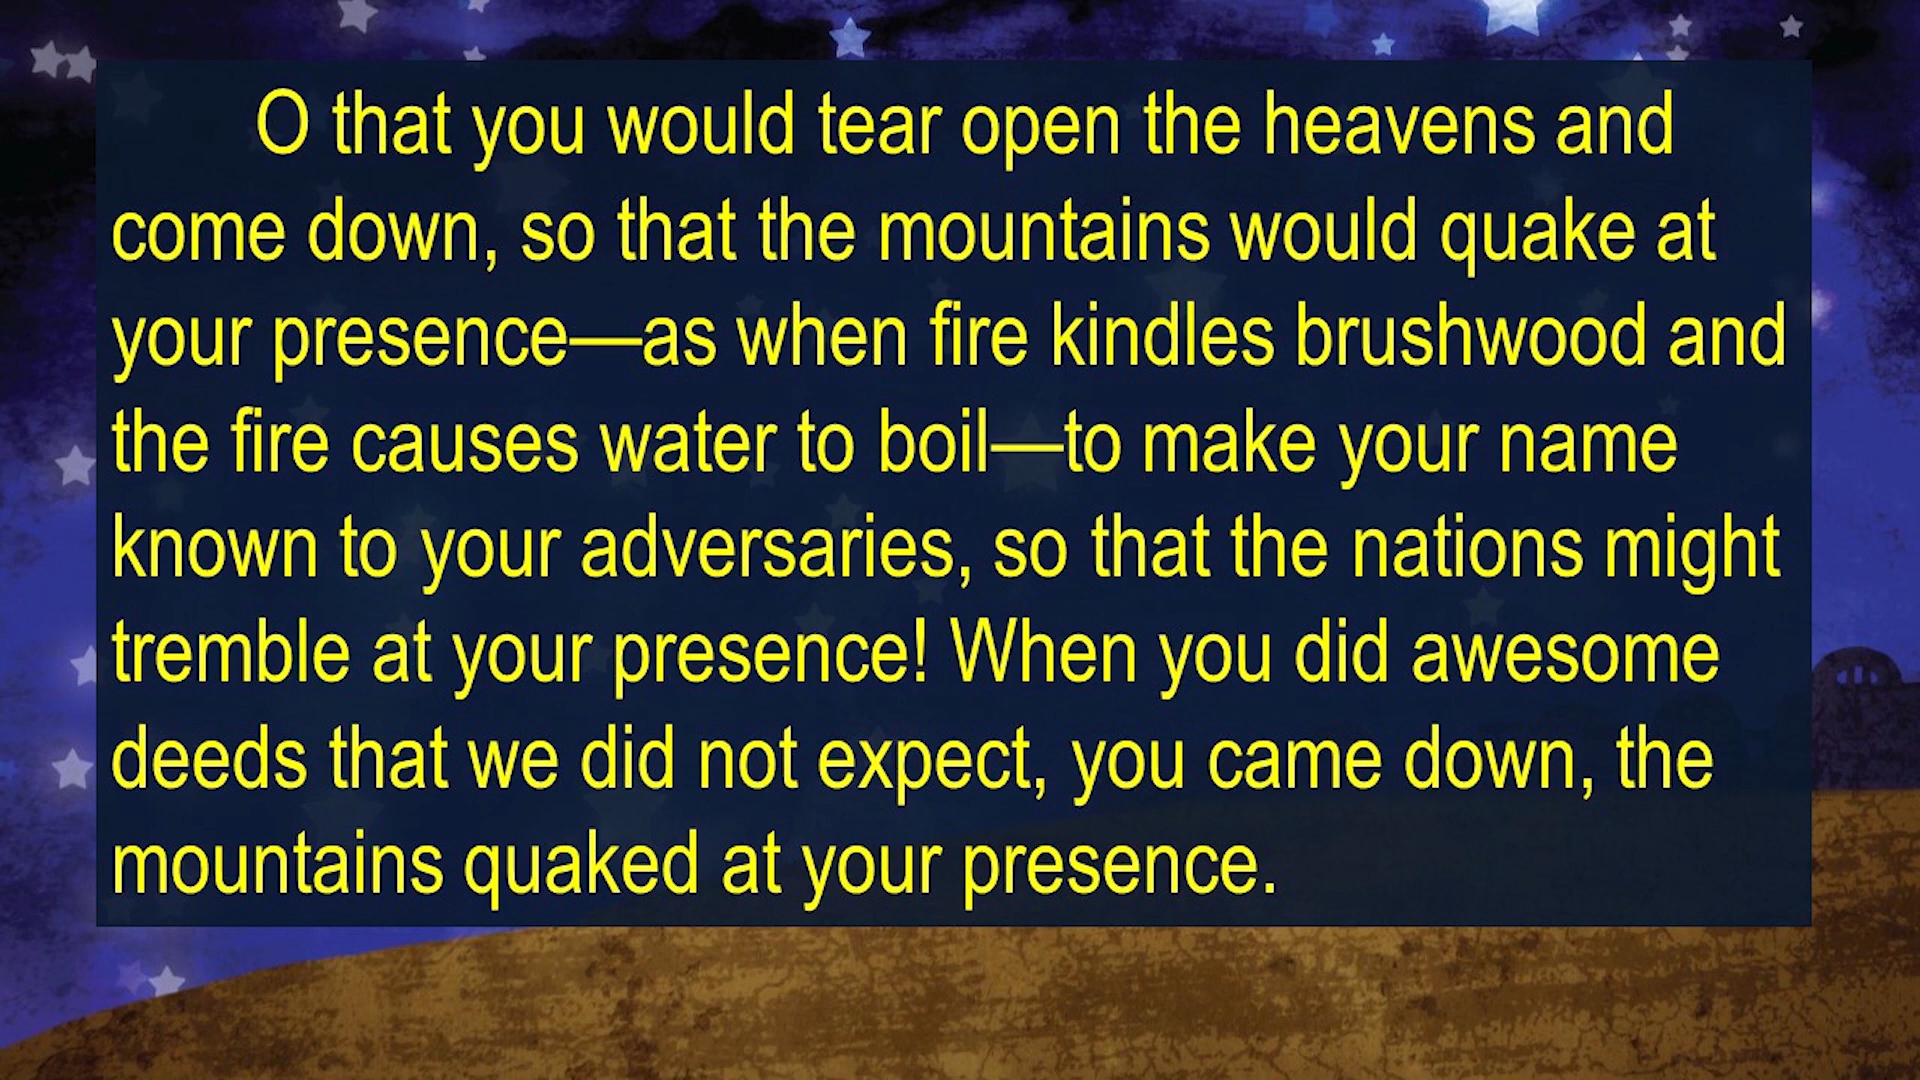 O that you would tear open the heavens and
come down, so that the mountains would quake at
your presence—as when fire kindles brushwood and
the fire causes water to boil—to make your name
known to your adversaries, so that the nations might
tremble at your presence! When you did awesome
deeds that we did not expect, you came down, the
mountains quaked at your presence.